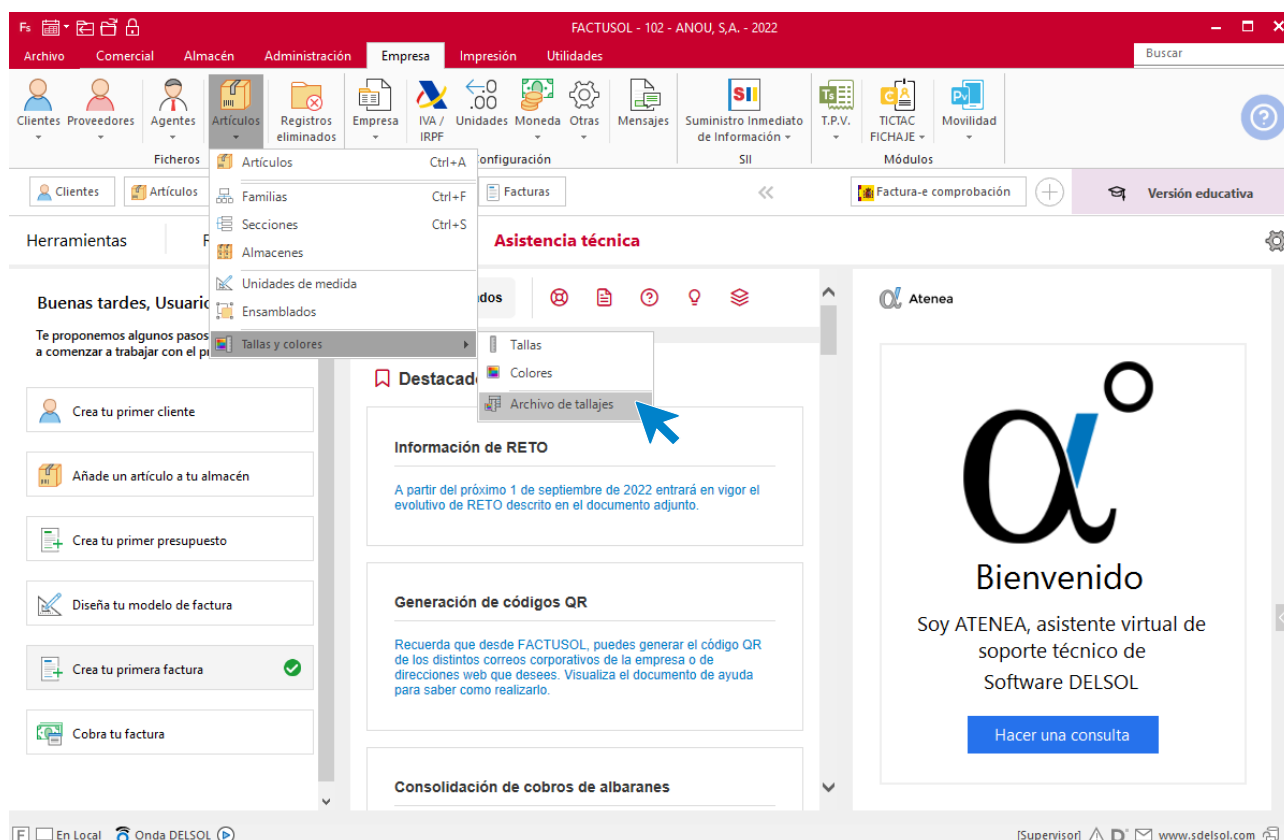 Fs
FACTUSOL - 102 - ANOU, S,A. - 2022
Archivo Comercial Almacén Administración Empresa Impresión Utilidades Buscar
Clientes Proveedores Agentes Artículos Registros eliminados Empresa IVA / IRPF Unidades Moneda Otras Mensajes Suministro Inmediato de Información T.P.V. TICTAC FICHAJE Movilidad
Ficheros onfiguración SII Módulos
Clientes Artículos Facturas Factura-e comprobación Versión educativa
Artículos Ctrl+A
Familias Ctrl+F
Secciones Ctrl+S
Almacenes
Unidades de medida
Ensamblados
Tallas y colores
Tallas
Colores
Archivo de tallajes
Herramientas Asistencia técnica
Buenas tardes, Usuario
Te proponemos algunos pasos
a comenzar a trabajar con el pr
Crea tu primer cliente
Añade un artículo a tu almacén
Crea tu primer presupuesto
Diseña tu modelo de factura
Crea tu primera factura
Cobra tu factura
dos
Destacad
Información de RETO
A partir del próximo 1 de septiembre de 2022 entrará en vigor el
evolutivo de RETO descrito en el documento adjunto.
Generación de códigos QR
Recuerda que desde FACTUSOL, puedes generar el código QR
de los distintos correos corporativos de la empresa o de
direcciones web que desees. Visualiza el documento de ayuda
para saber como realizarlo.
Consolidación de cobros de albaranes
Atenea
Bienvenido
Soy ATENEA, asistente virtual de
soporte técnico de
Software DELSOL
Hacer una consulta
F En Local Onda DELSOL [Supervisor] D www.sdelsol.com